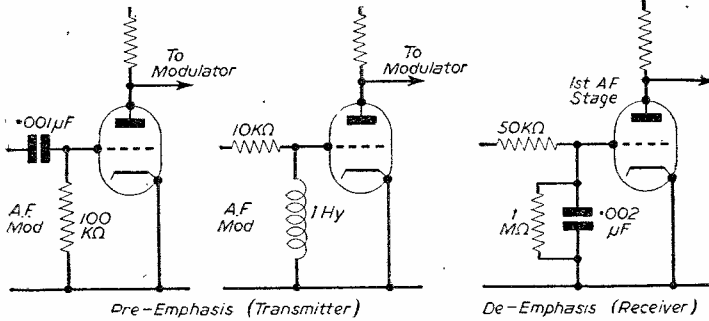 To
Modulator
·001µF
A.F.
Mod
100
KΩ
To
Modulator
10KΩ
A.F.
Mod
1 Hy
1st AF
Stage
50KΩ
1
MΩ
·002
µF
Pre-Emphasis (Transmitter)
De-Emphasis (Receiver)